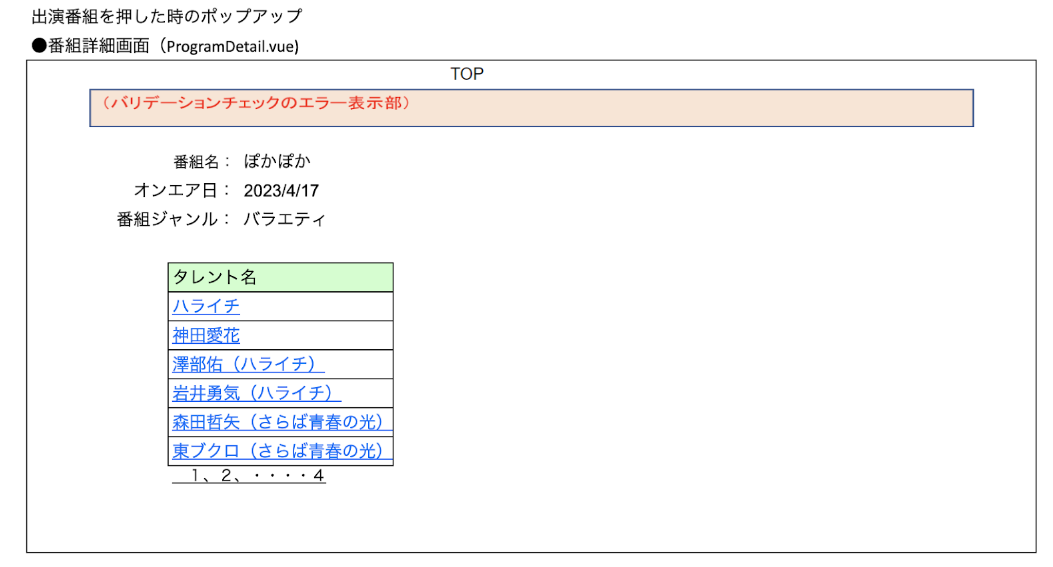 出演番組を押した時のポップアップ
●番組詳細画面（ProgramDetail.vue)
TOP
（バリデーションチェックのエラー表示部）
番組名： ぽかぽか
オンエア日： 2023/4/17
番組ジャンル： バラエティ
タレント名
ハライチ
神田愛花
澤部佑（ハライチ）
岩井勇気（ハライチ）
森田哲矢（さらば青春の光）
東ブクロ（さらば青春の光）
１、２、・・・・４